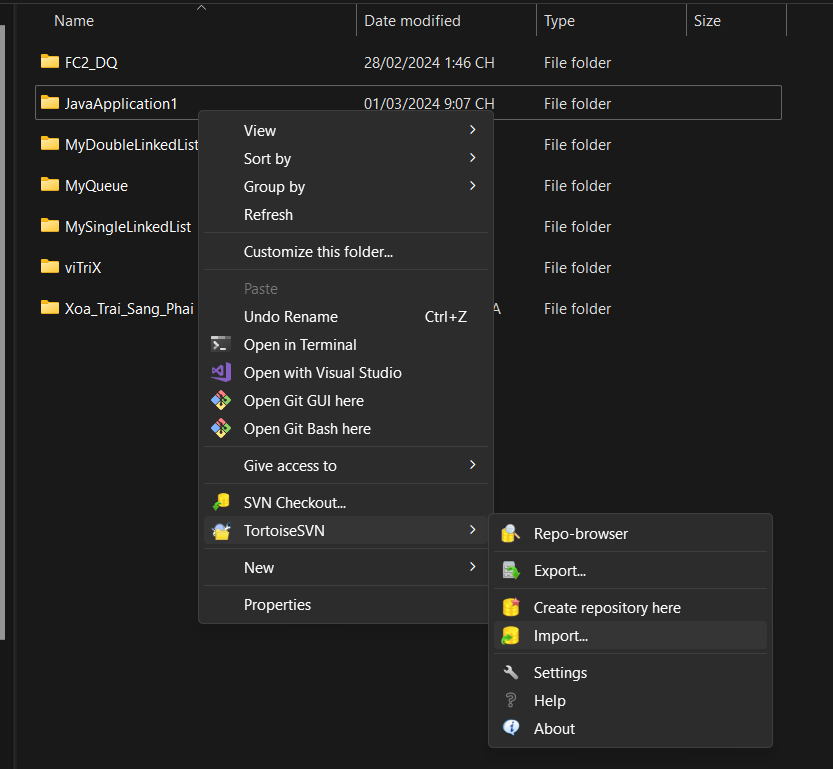 Name Date modified Type Size
FC2_DQ 28/02/2024 1:46 CH File folder
JavaApplication1 01/03/2024 9:07 CH File folder
MyDoubleLinkedList File folder
MyQueue File folder
MySingleLinkedList File folder
viTriX File folder
Xoa_Trai_Sang_Phai A File folder
View
Sort by
Group by
Refresh
Customize this folder...
Paste
Undo Rename Ctrl+Z
Open in Terminal
Open with Visual Studio
Open Git GUI here
Open Git Bash here
Give access to
SVN Checkout...
TortoiseSVN
New
Properties
Repo-browser
Export...
Create repository here
Import...
Settings
Help
About